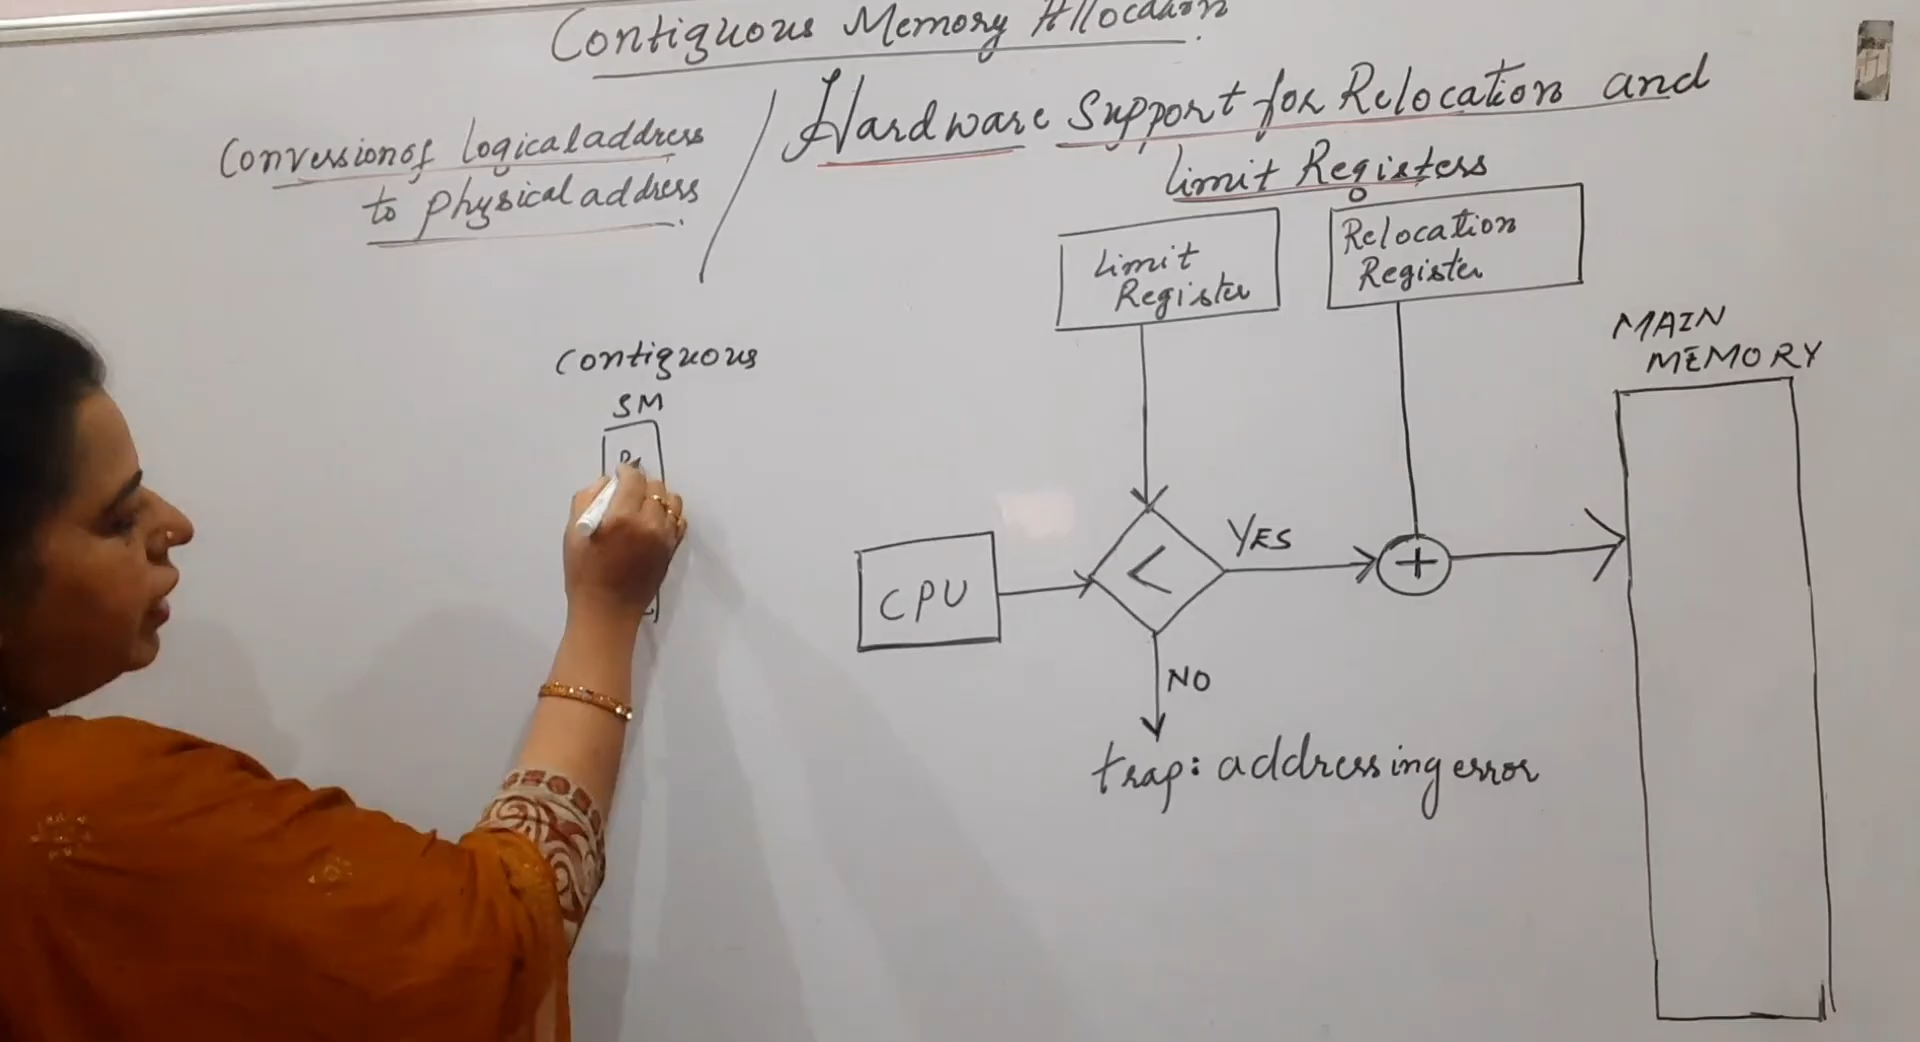 Contiguous Memory Allocation
Conversion of logical address
to physical address
Hardware Support for Relocation and
Limit Registers
Limit
Register
Relocation
Register
MAIN
MEMORY
Contiguous
SM
CPU
<
YES
+
NO
trap: addressing error